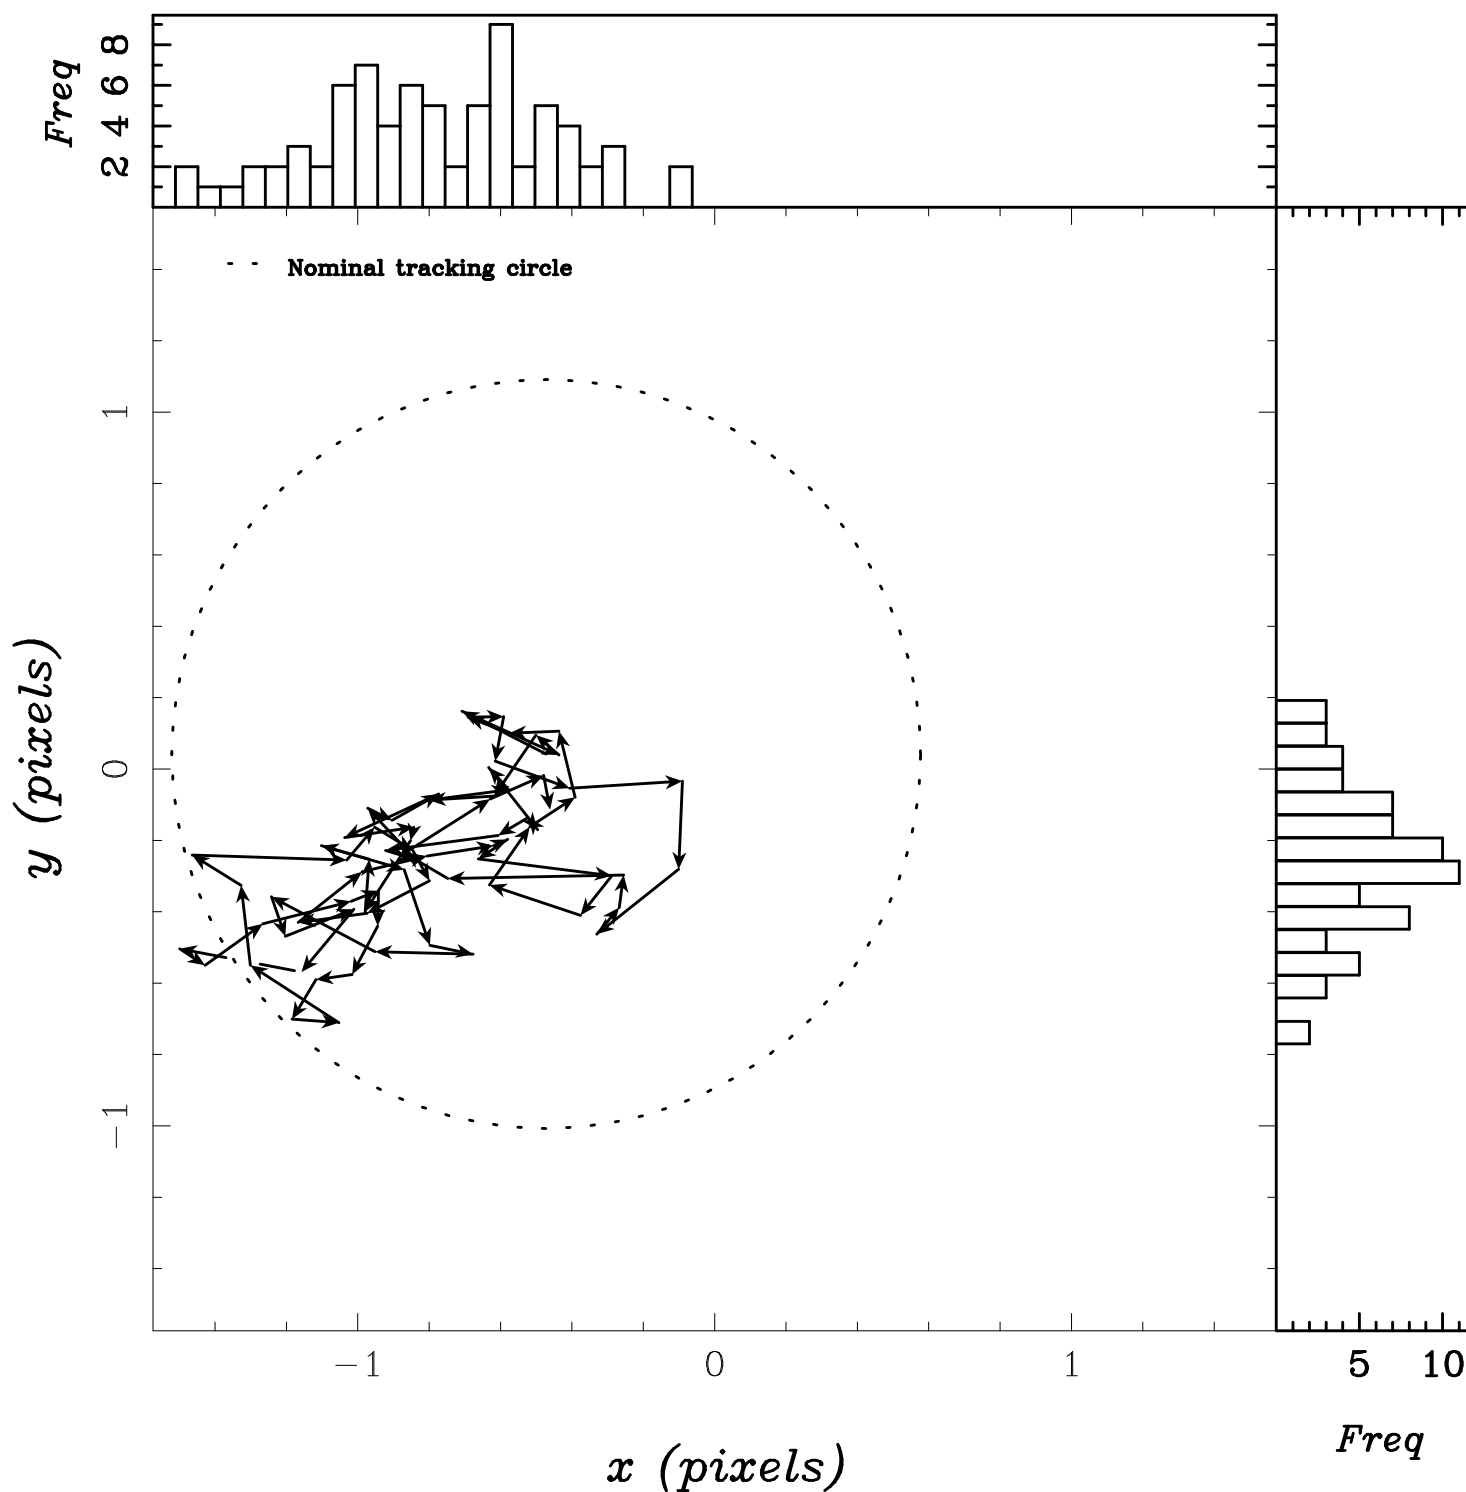 Freq
8
6
4
2
Nominal tracking circle
1
0
−1
y (pixels)
−1 0 1
5 10
x (pixels)
Freq